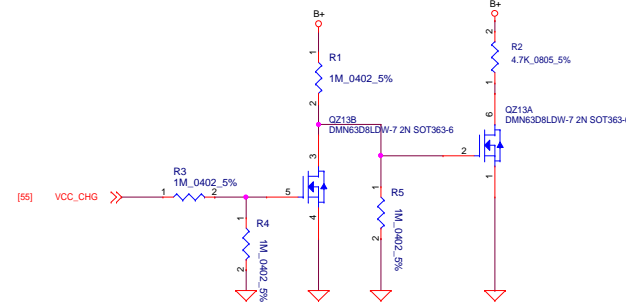 B+
B+
1
R1
1M_0402_5%
2
2
R2
4.7K_0805_5%
1
QZ13B
DMN63D8LDW-7 2N SOT363-6
3
5
4
QZ13A
DMN63D8LDW-7 2N SOT363-6
6
2
1
[55]
VCC_CHG
1
R3
1M_0402_5%
2
1
R4
1M_0402_5%
2
1
R5
1M_0402_5%
2